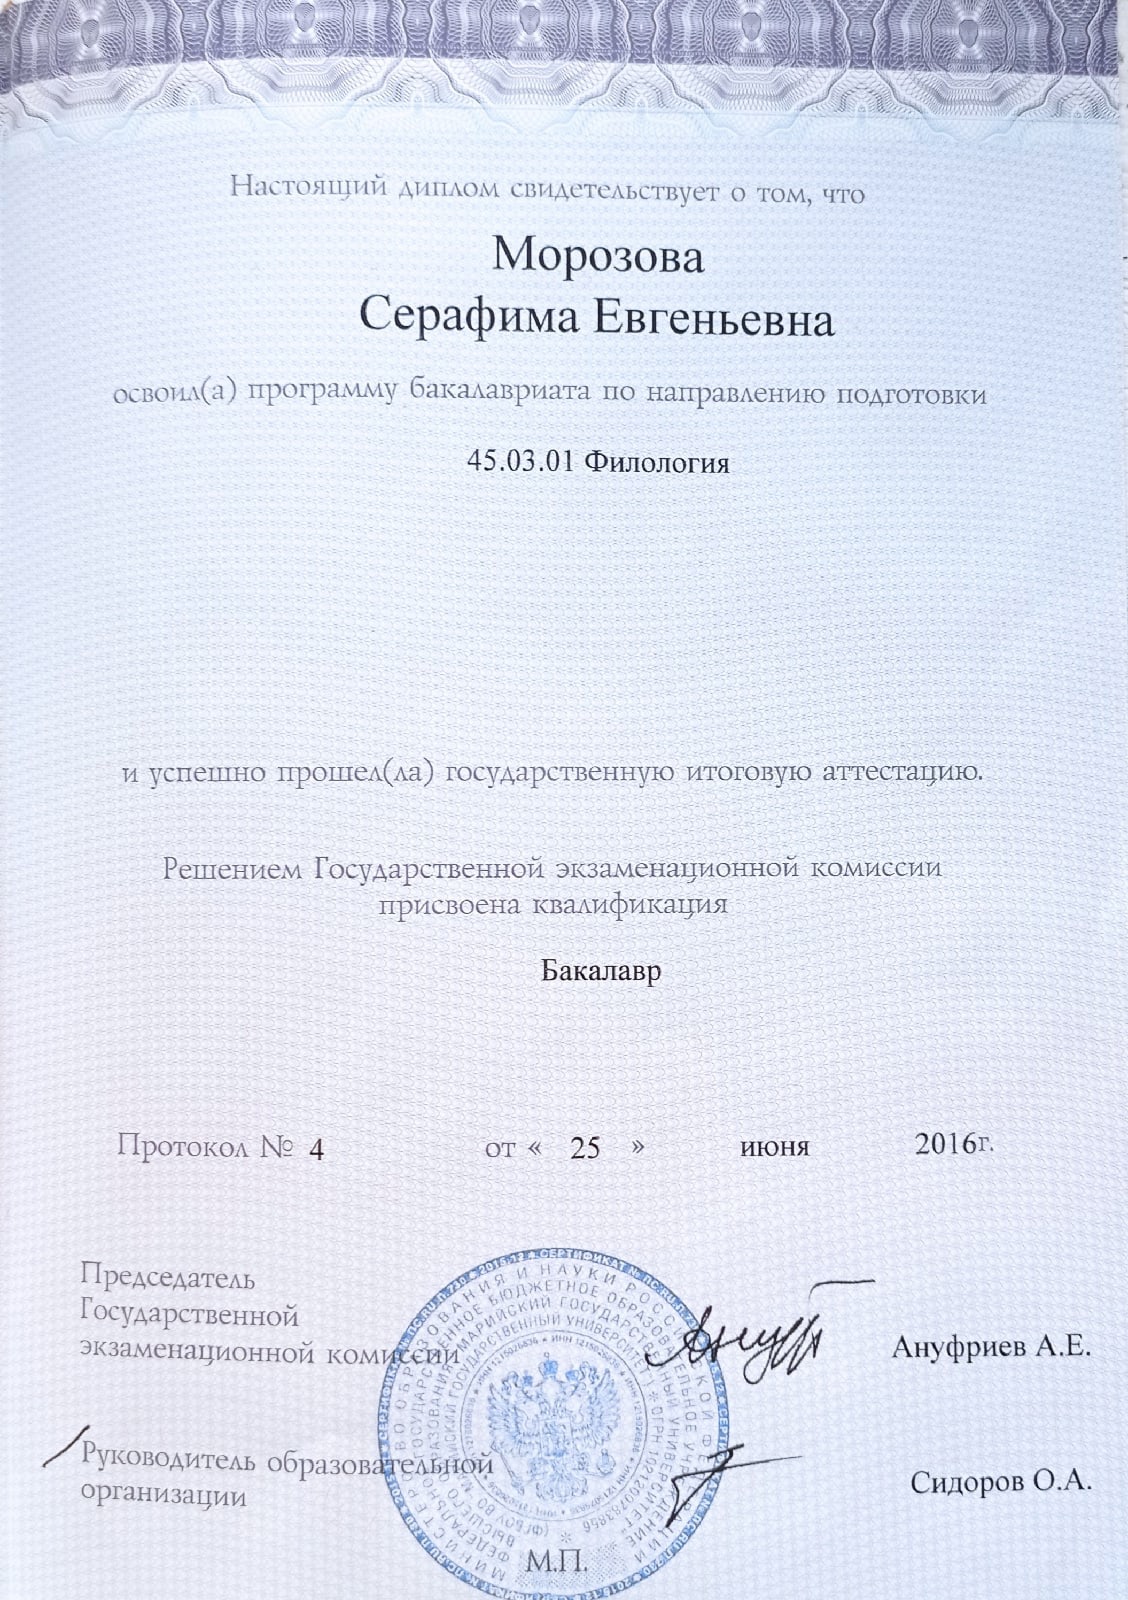 Настоящий диплом свидетельствует о том, что
Морозова
Серафима Евгеньевна
освоил(а) программу бакалавриата по направлению подготовки
45.03.01 Филология
и успешно прошел(ла) государственную итоговую аттестацию.
Решением Государственной экзаменационной комиссии
присвоена квалификация
Бакалавр
Протокол № 4 от « 25 » июня 2016г.
Председатель
Государственной
экзаменационной комиссии
Ануфриев А.Е.
Руководитель образовательной
организации
Сидоров О.А.
М.П.